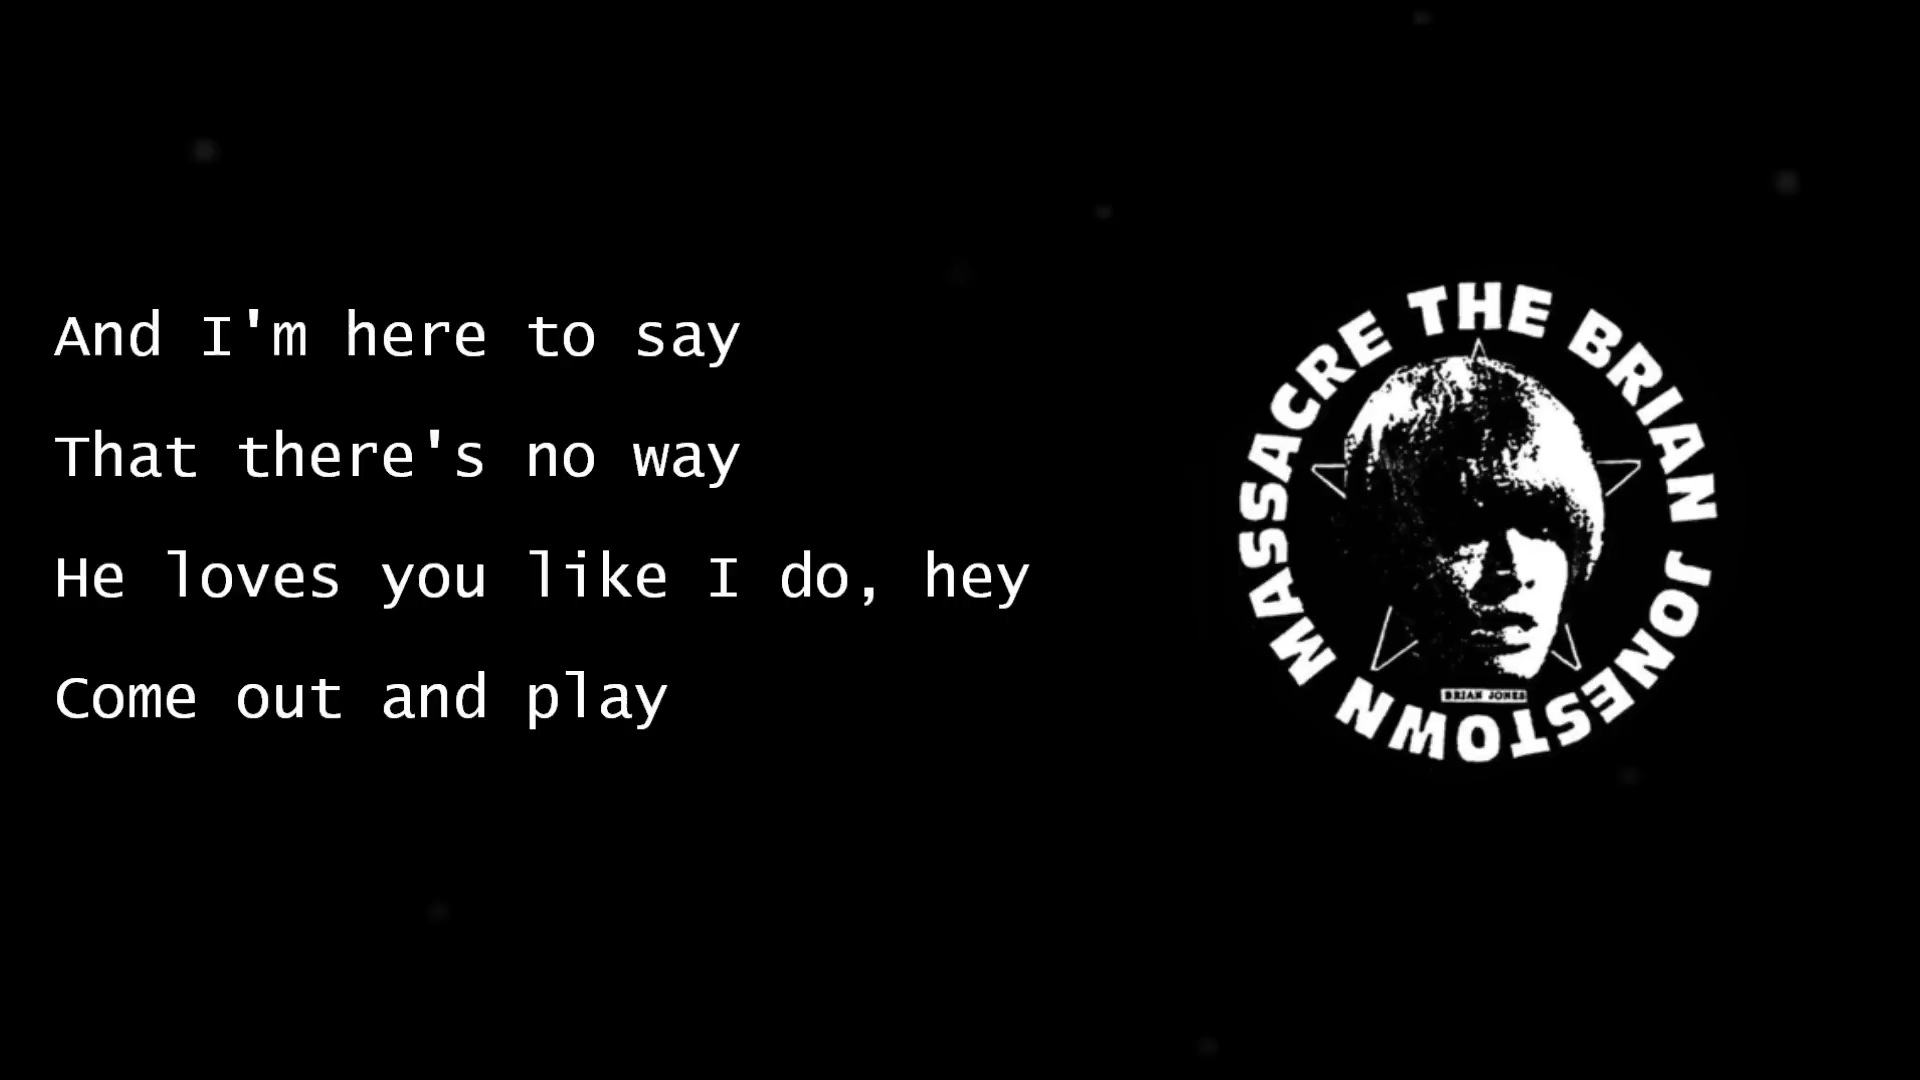 And I'm here to say
That there's no way
He loves you like I do, hey
Come out and play
THE BRIAN JONESTOWN MASSACRE
BRIAN JONES